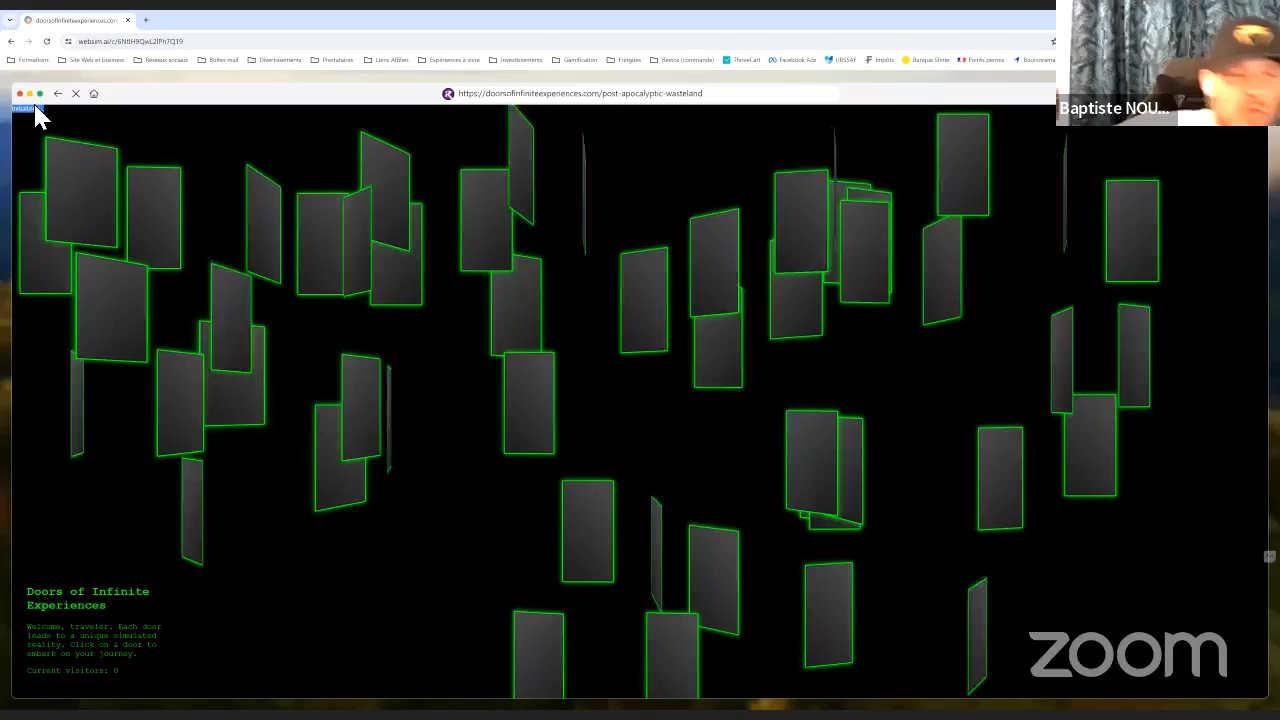 doorsofinfiniteexperiences.con
websim.ai/c/6NtIH9QwL2lPh7Q19
Formations
Site Web et business
Réseaux sociaux
Boites mail
Divertissements
Prestataires
Liens Affiliés
Expériences à vivre
Investissements
Gamification
Fringues
Restos (commande)
ThriveCart
Facebook Ads
URSSAF
Impôts
Banque Shine
Points permis
Boursorama
https://doorsofinfiniteexperiences.com/post-apocalyptic-wasteland
Baptiste NOU...
Doors of Infinite
Experiences
Welcome, traveler. Each door
leads to a unique simulated
reality. Click on a door to
embark on your journey.
Current visitors: 0
zoom